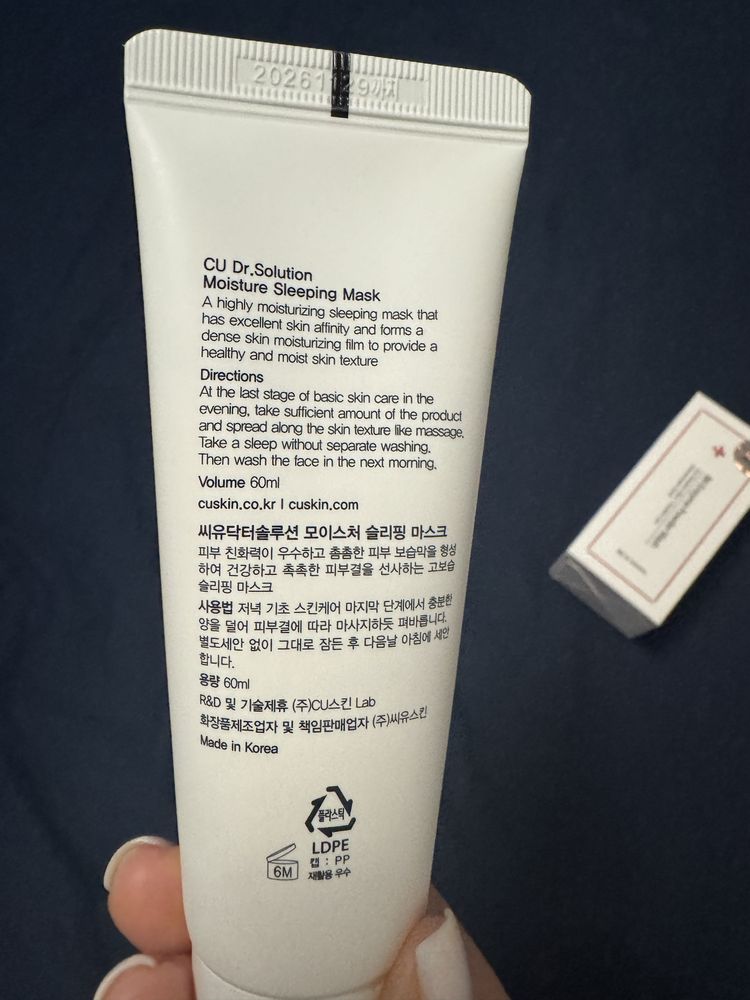 20261129까지
CU Dr.Solution
Moisture Sleeping Mask
A highly moisturizing sleeping mask that
has excellent skin affinity and forms a
dense skin moisturizing film to provide a
healthy and moist skin texture
Directions
At the last stage of basic skin care in the
evening, take sufficient amount of the product
and spread along the skin texture like massage.
Take a sleep without separate washing.
Then wash the face in the next morning.
Volume 60ml
cuskin.co.kr | cuskin.com
씨유닥터솔루션 모이스처 슬리핑 마스크
피부 친화력이 우수하고 촘촘한 피부 보습막을 형성
하여 건강하고 촉촉한 피부결을 선사하는 고보습
슬리핑 마스크
사용법 저녁 기초 스킨케어 마지막 단계에서 충분한
양을 덜어 피부결에 따라 마사지하듯 펴바릅니다.
별도세안 없이 그대로 잠든 후 다음날 아침에 세안
합니다.
용량 60ml
R&D 및 기술제휴 (주)CU스킨 Lab
화장품제조업자 및 책임판매업자 (주)씨유스킨
Made in Korea
플라스틱
LDPE
캡 : PP
재활용 우수
6M